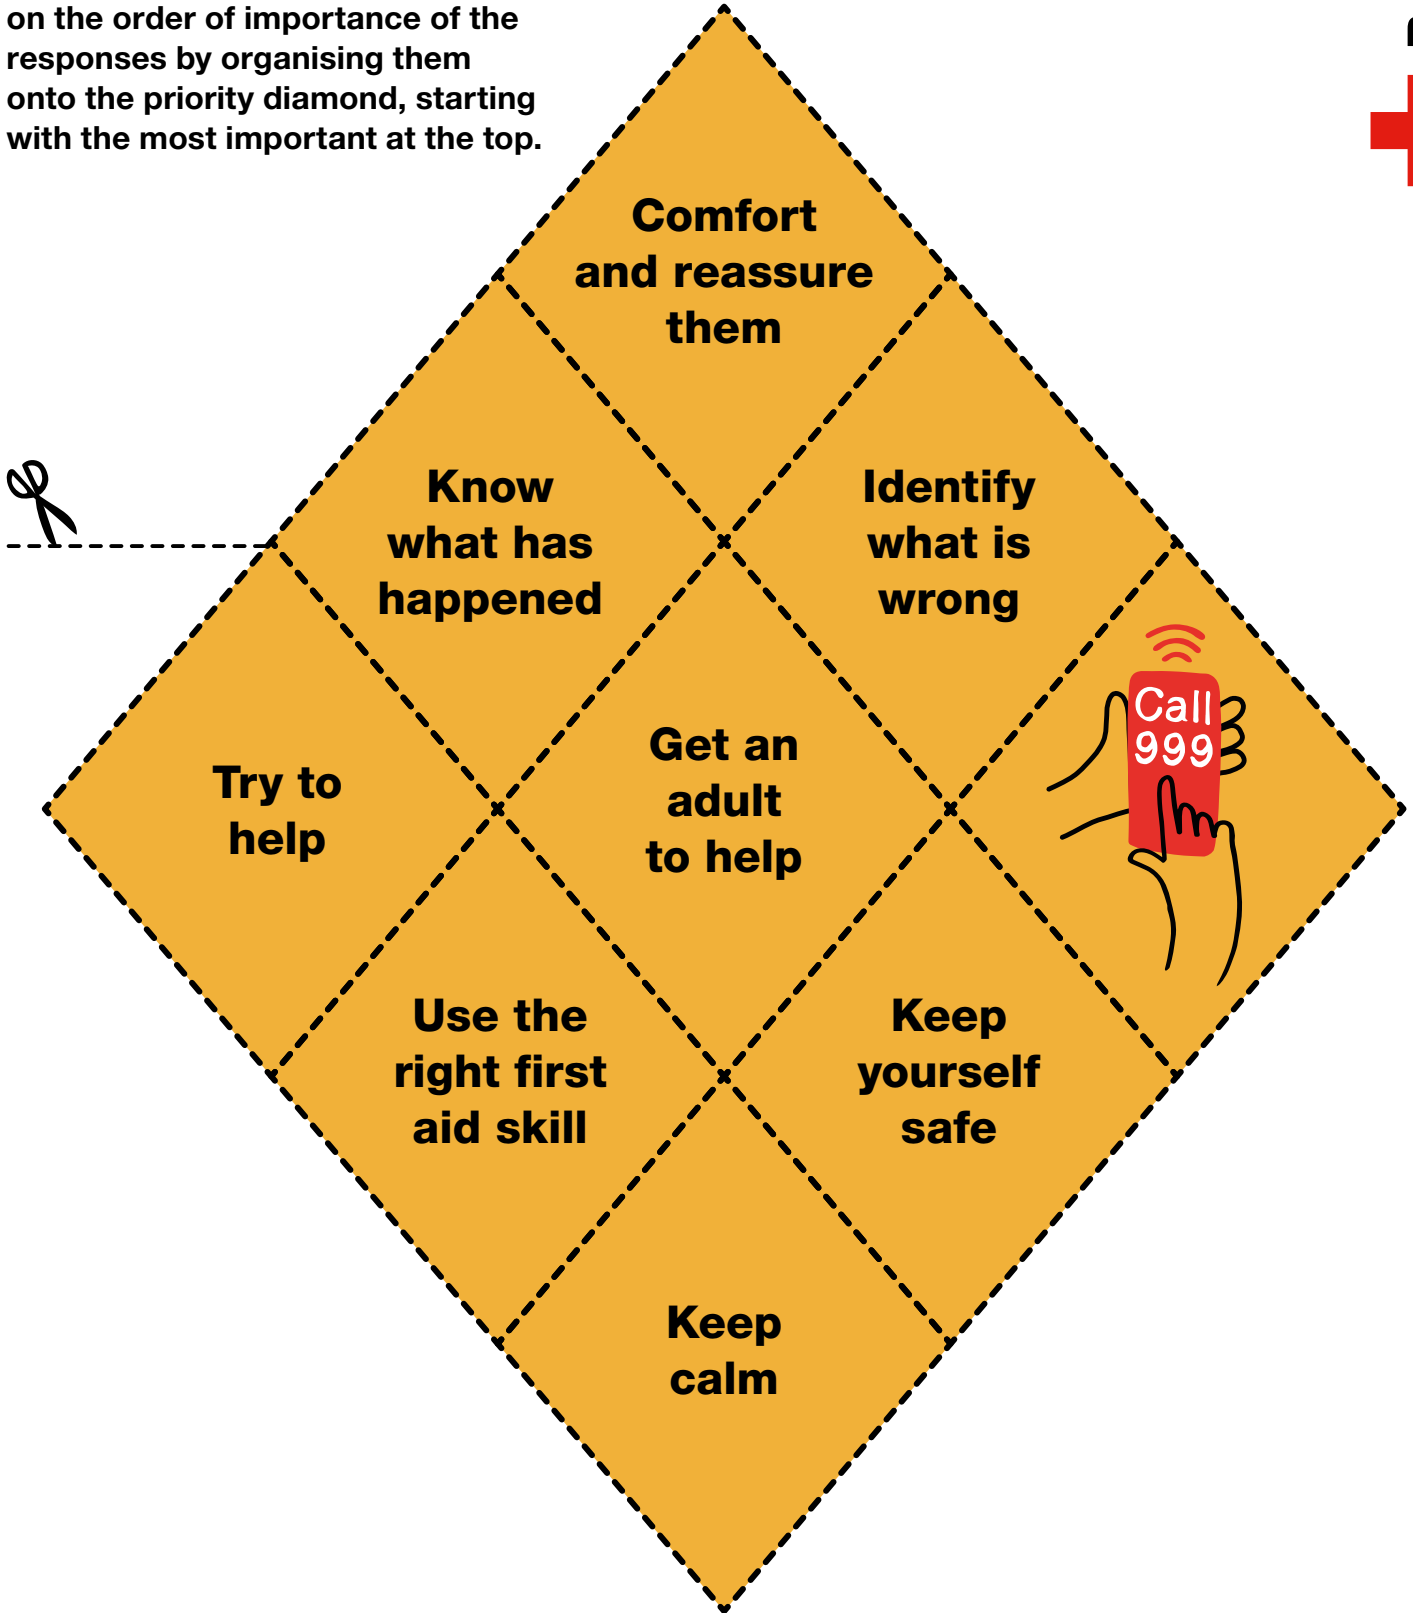 on the order of importance of the
responses by organising them
onto the priority diamond, starting
with the most important at the top.
Comfort
and reassure
them
Know
what has
happened
Identify
what is
wrong
Try to
help
Get an
adult
to help
Call
999
Use the
right first
aid skill
Keep
yourself
safe
Keep
calm